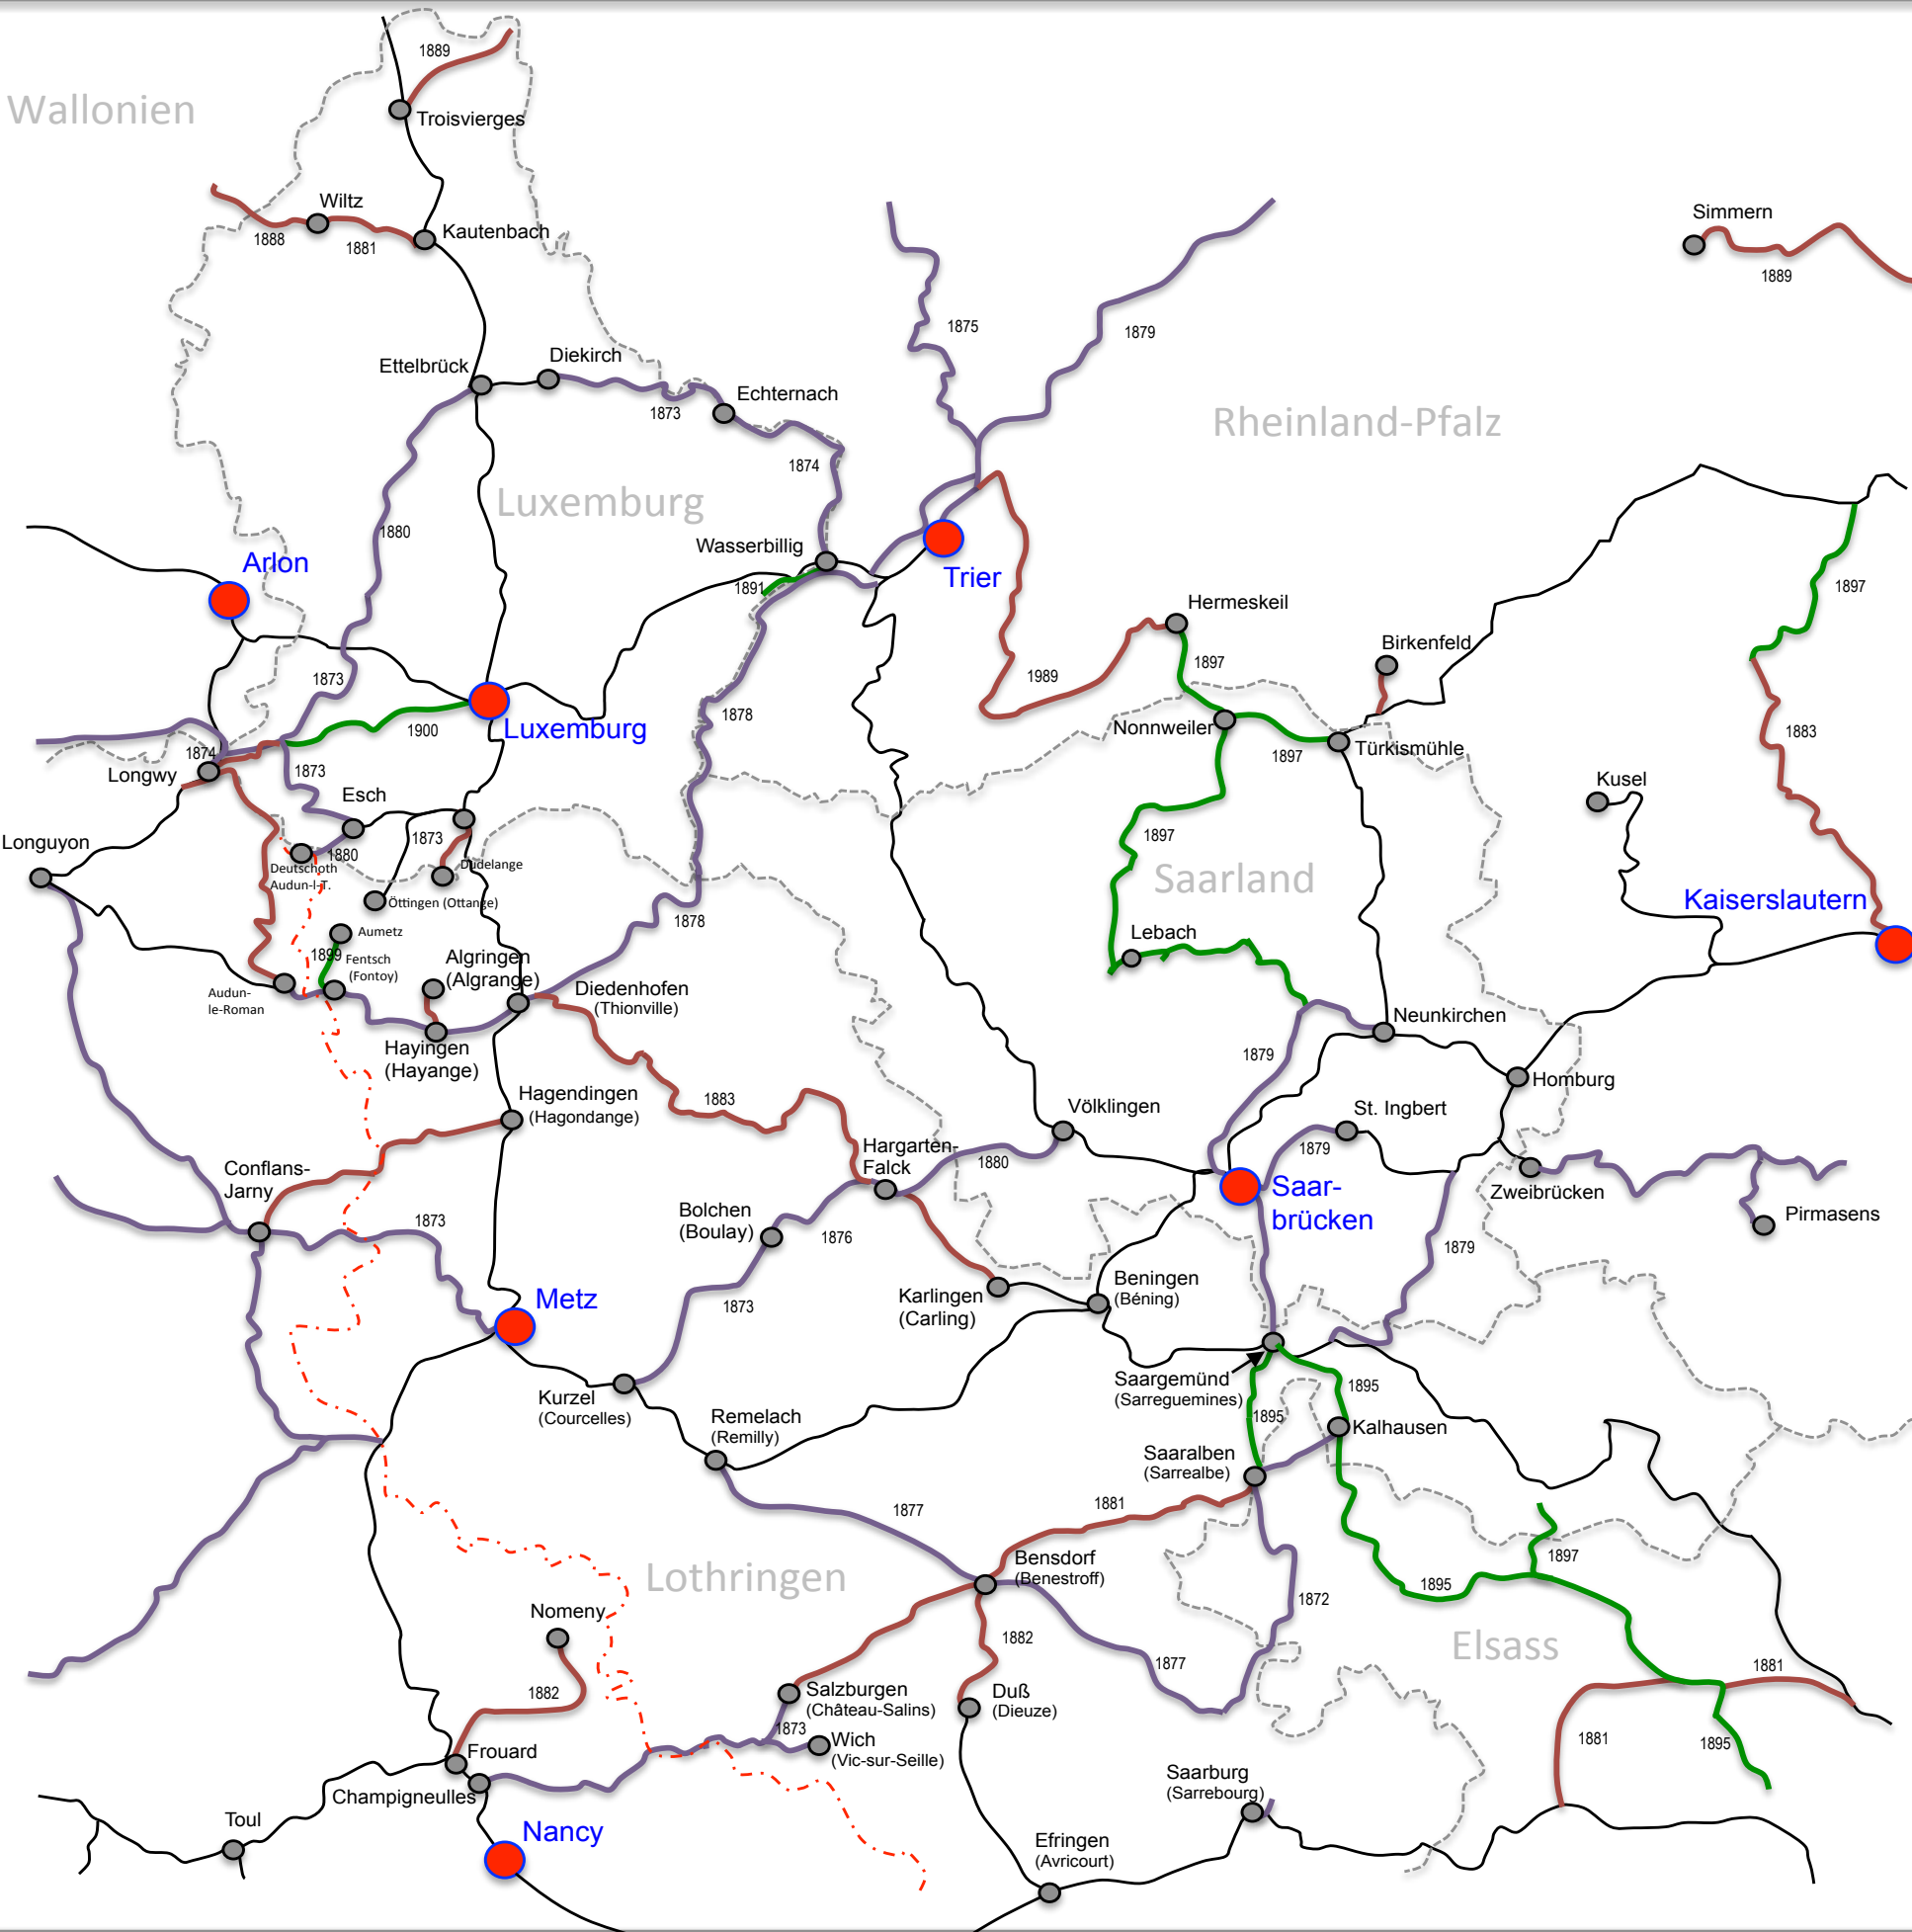 1889
Wallonien
Troisvierges
Wiltz
1888
1881
Kautenbach
Simmern
1889
1875
1879
Ettelbrück
Diekirch
Echternach
1873
Rheinland-Pfalz
1874
Luxemburg
1880
Wasserbillig
Arlon
Trier
1891
1897
Hermeskeil
Birkenfeld
1897
1873
1989
1878
Luxemburg
1900
Nonnweiler
1897
Türkismühle
1883
1874
Longwy
1873
Esch
Kusel
Longuyon
1873
1897
1880
Deutschoth
Audun-l-T.
Dudelange
Saarland
Öttingen (Ottange)
Kaiserslautern
1878
Aumetz
1899
Fentsch
(Fontoy)
Algringen
(Algrange)
Lebach
Audun-
le-Roman
Diedenhofen
(Thionville)
Neunkirchen
Hayingen
(Hayange)
1879
Homburg
Hagendingen
(Hagondange)
1883
Völklingen
St. Ingbert
1879
Hargarten-
Falck
1880
Conflans-
Jarny
Zweibrücken
Saar-
brücken
Pirmasens
Bolchen
(Boulay)
1873
1876
1879
Metz
1873
Karlingen
(Carling)
Beningen
(Béning)
Kurzel
(Courcelles)
Saargemünd
(Sarreguemines)
1895
Remelach
(Remilly)
1895
Kalhausen
Saaralben
(Sarrealbe)
1881
1877
Bensdorf
(Benestroff)
1897
Lothringen
1895
1872
Nomeny
1882
Elsass
1877
1881
1882
Salzburgen
(Château-Salins)
Duß
(Dieuze)
1873
Wich
(Vic-sur-Seille)
1881
1895
Frouard
Champigneulles
Saarburg
(Sarrebourg)
Toul
Nancy
Efringen
(Avricourt)